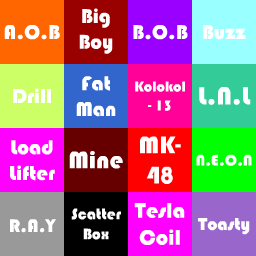 A.O.B
Big
Boy
B.O.B
Buzz
Drill
Fat
Man
Kolokol
- 13
L.N.L
Load
Lifter
Mine
MK-
48
N.E.O.N
R.A.Y
Scatter
Box
Tesla
Coil
Toasty